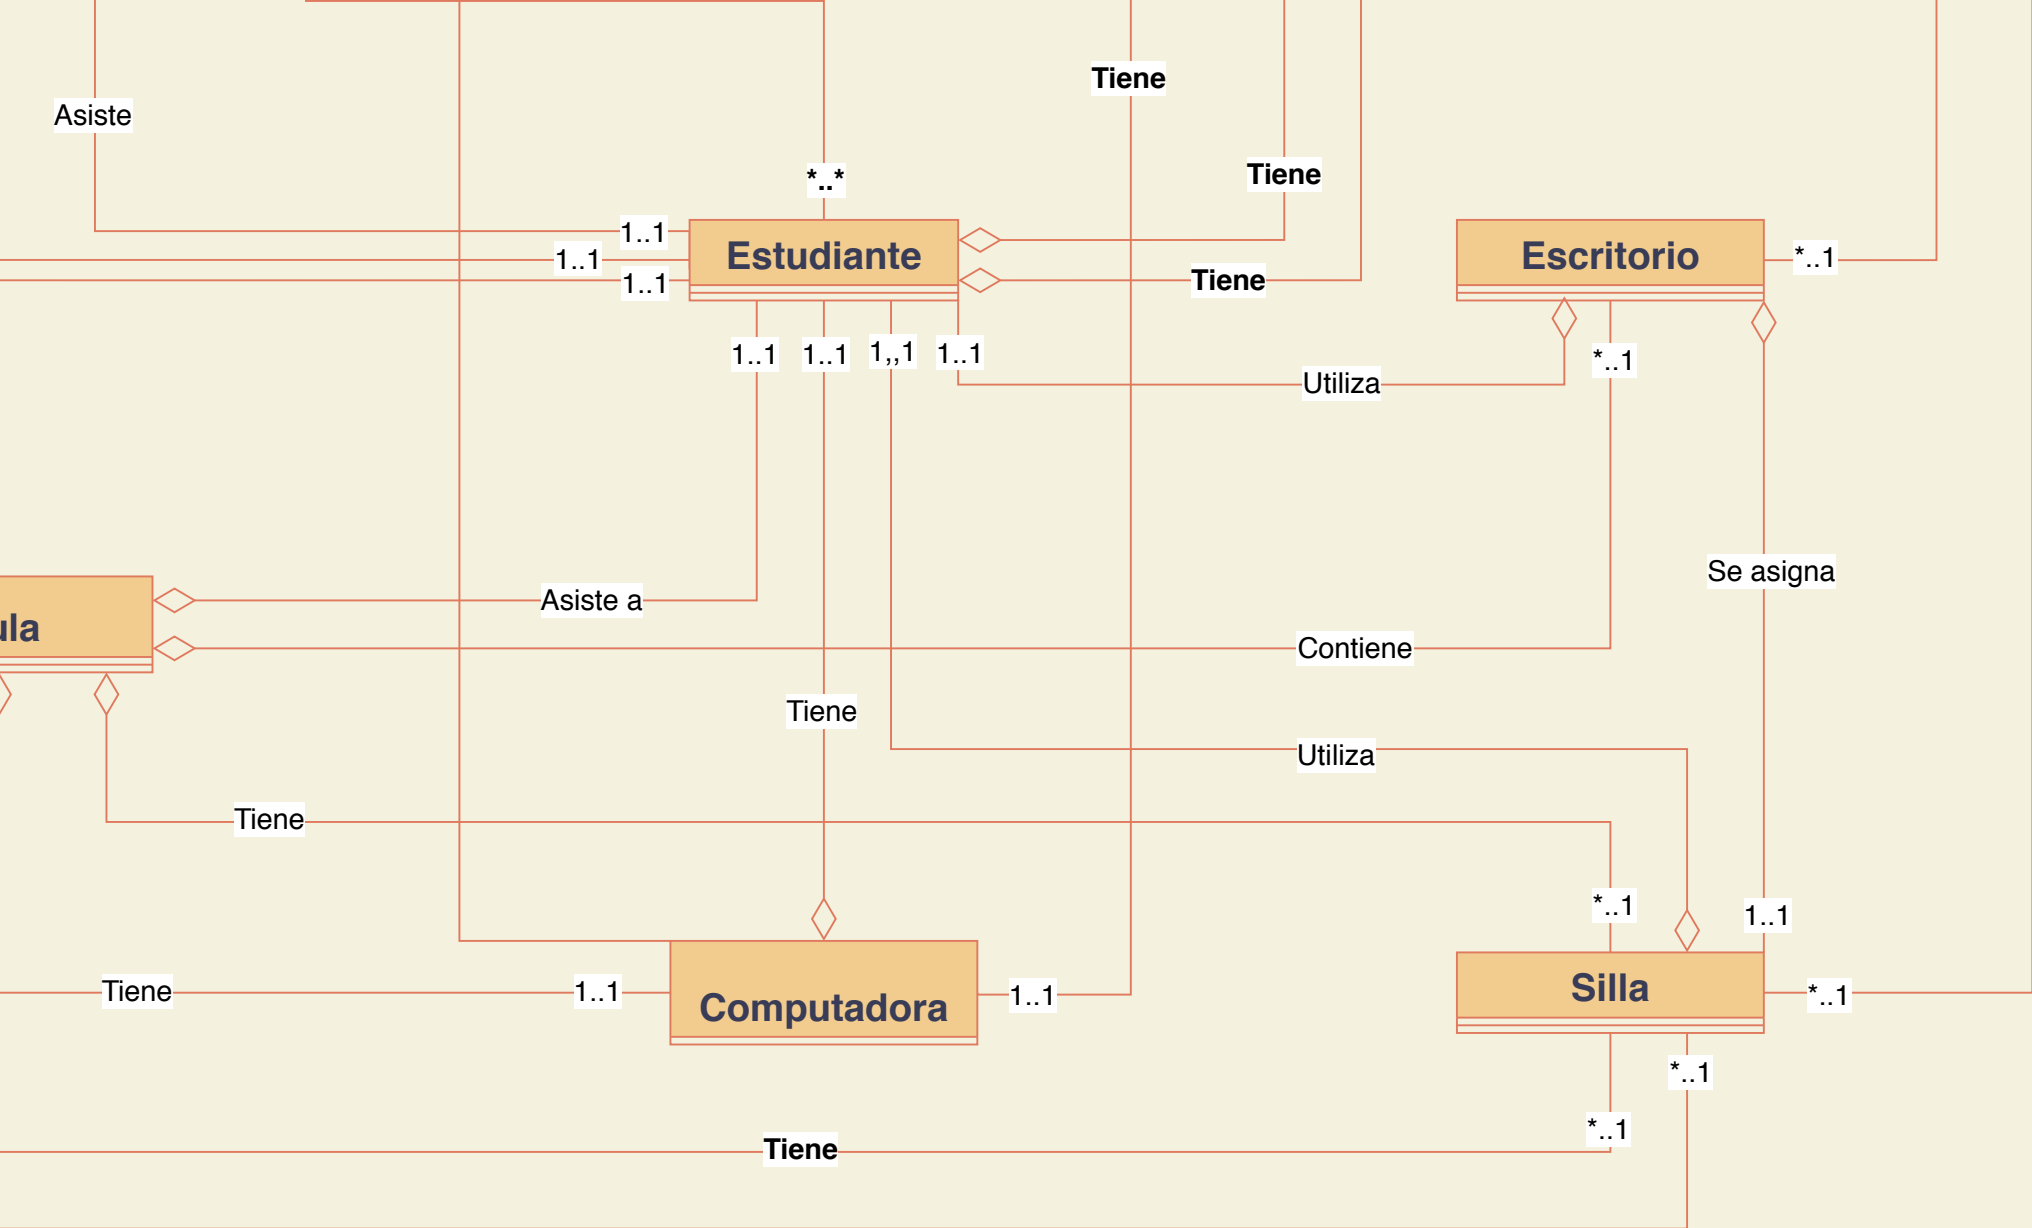 Tiene
Asiste
Tiene
*..*
1..1
Estudiante
Escritorio
*..1
1..1
1..1
Tiene
1..1
1..1
1,,1
1..1
*..1
Utiliza
Se asigna
Asiste a
ula
Contiene
Tiene
Utiliza
Tiene
*..1
1..1
Tiene
1..1
Computadora
1..1
Silla
*..1
*..1
*..1
Tiene